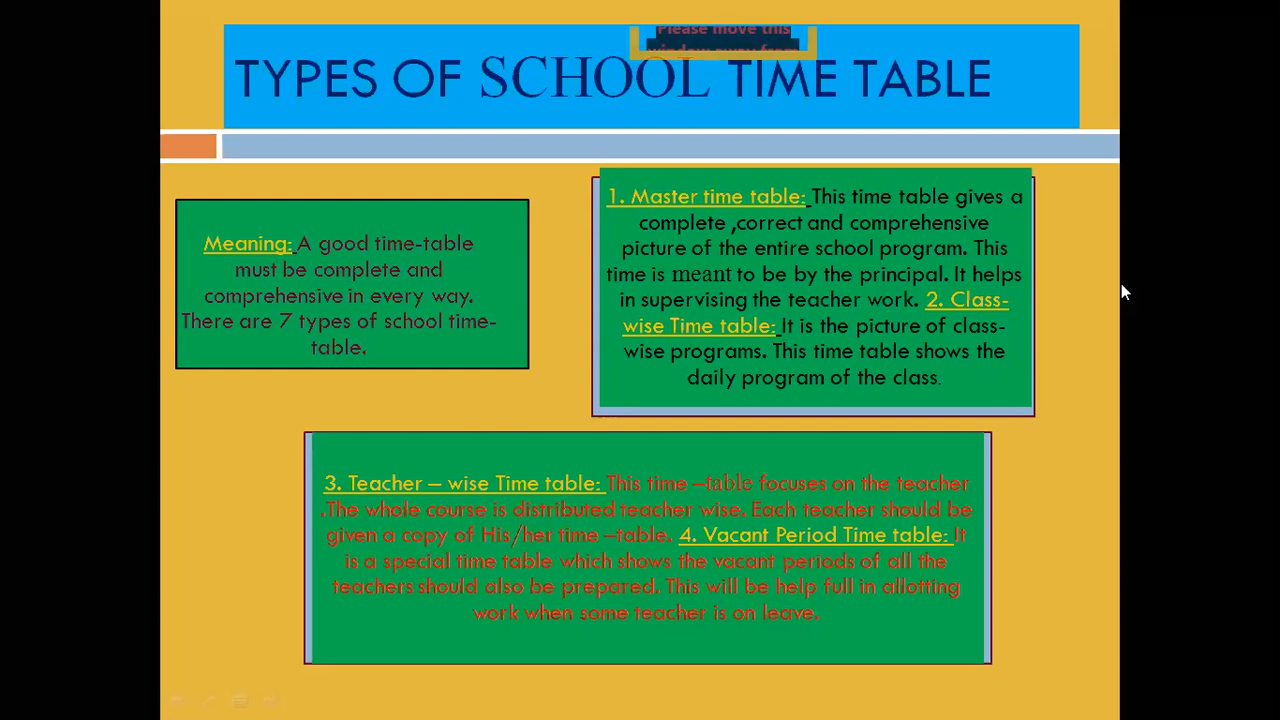 Please move this
window away from
TYPES OF SCHOOL TIME TABLE
Meaning: A good time-table
must be complete and
comprehensive in every way.
There are 7 types of school time-
table.
1. Master time table: This time table gives a
complete ,correct and comprehensive
picture of the entire school program. This
time is meant to be by the principal. It helps
in supervising the teacher work. 2. Class-
wise Time table: It is the picture of class-
wise programs. This time table shows the
daily program of the class.
3. Teacher – wise Time table: This time –table focuses on the teacher
.The whole course is distributed teacher wise. Each teacher should be
given a copy of His/her time –table. 4. Vacant Period Time table: It
is a special time table which shows the vacant periods of all the
teachers should also be prepared. This will be help full in allotting
work when some teacher is on leave.